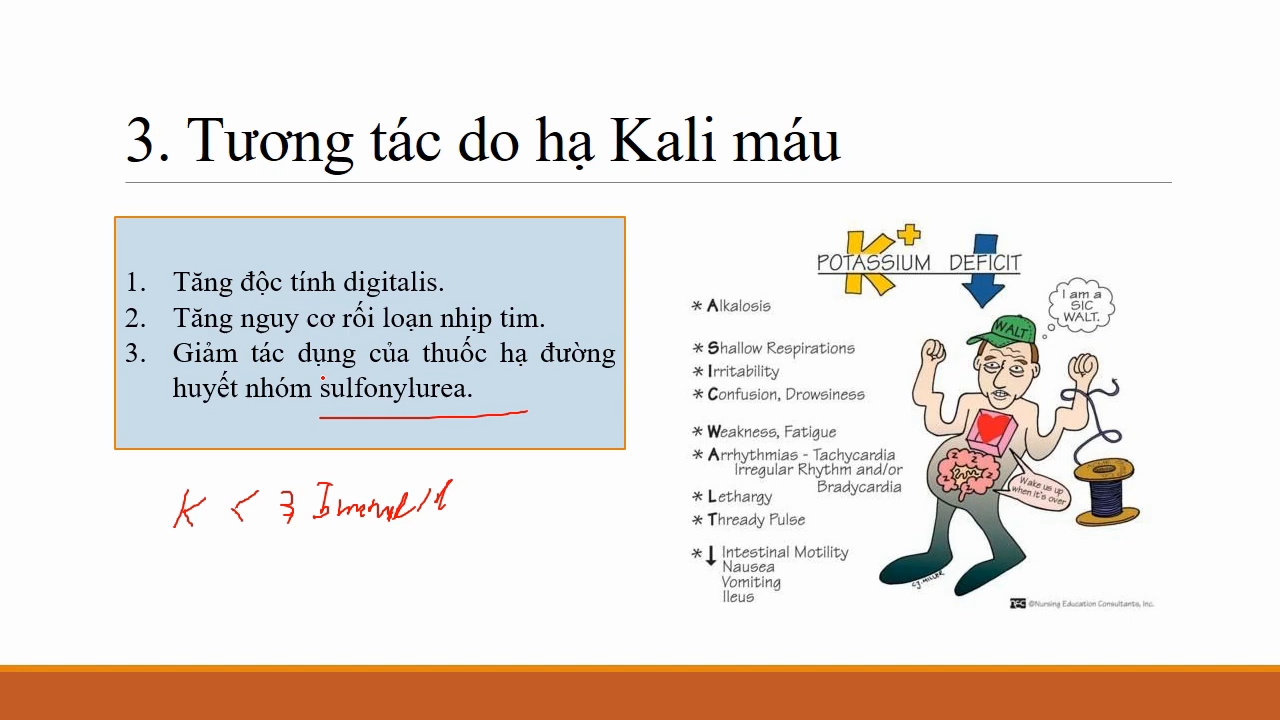 3. Tương tác do hạ Kali máu
1. Tăng độc tính digitalis.
2. Tăng nguy cơ rối loạn nhịp tim.
3. Giảm tác dụng của thuốc hạ đường
huyết nhóm sulfonylurea.
K < 3
K+
POTASSIUM DEFICIT
* Alkalosis
* Shallow Respirations
* Irritability
* Confusion, Drowsiness
* Weakness, Fatigue
* Arrhythmias - Tachycardia
Irregular Rhythm and/or
Bradycardia
* Lethargy
* Thready Pulse
* ↓ Intestinal Motility
Nausea
Vomiting
Ileus
I am a
SIC
WALT.
WALT
Wake us up
when it's over
C.J. MILLER
nec ©Nursing Education Consultants, Inc.